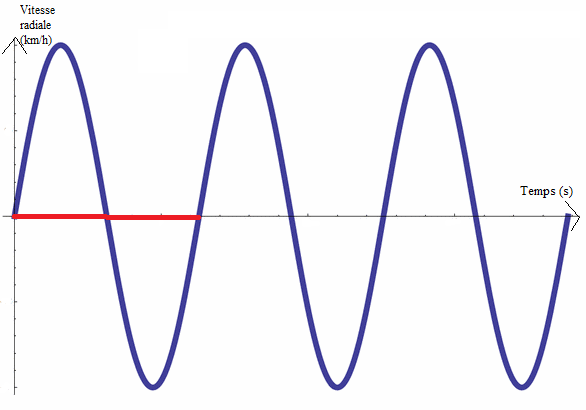 Vitesse
radiale
(km/h)
Temps (s)